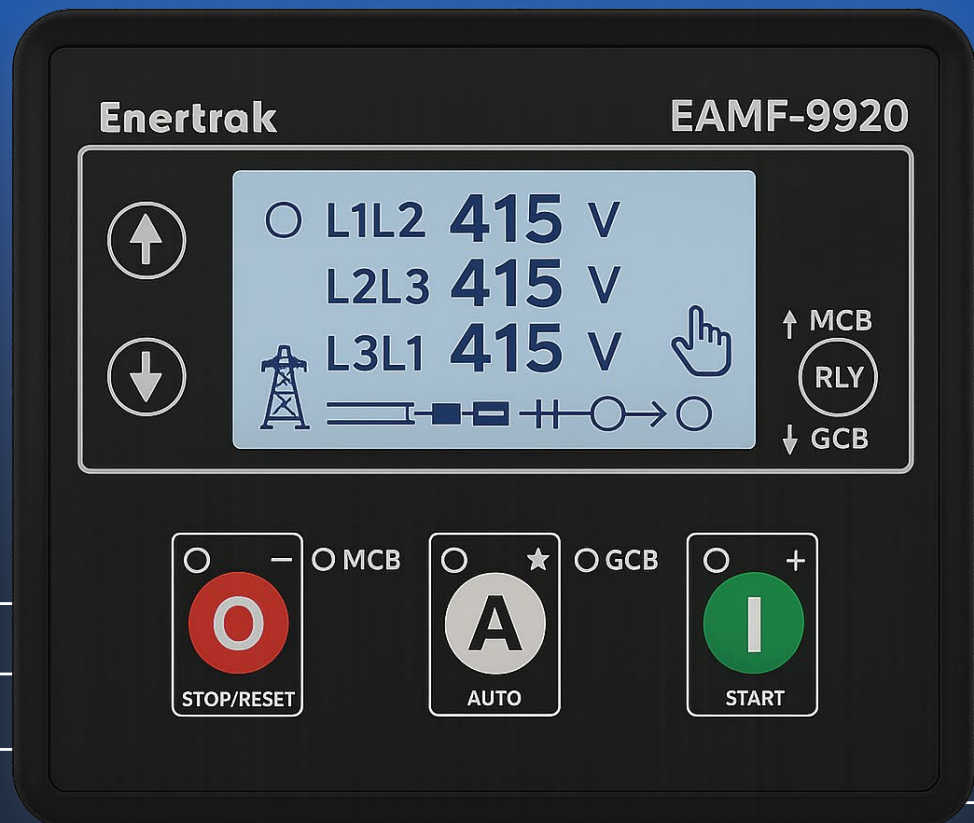 Enertrak
EAMF-9920
L1L2 415 V
L2L3 415 V
L3L1 415 V
↑ MCB
RLY
↓ GCB
O
STOP/RESET
MCB
A
AUTO
GCB
I
START